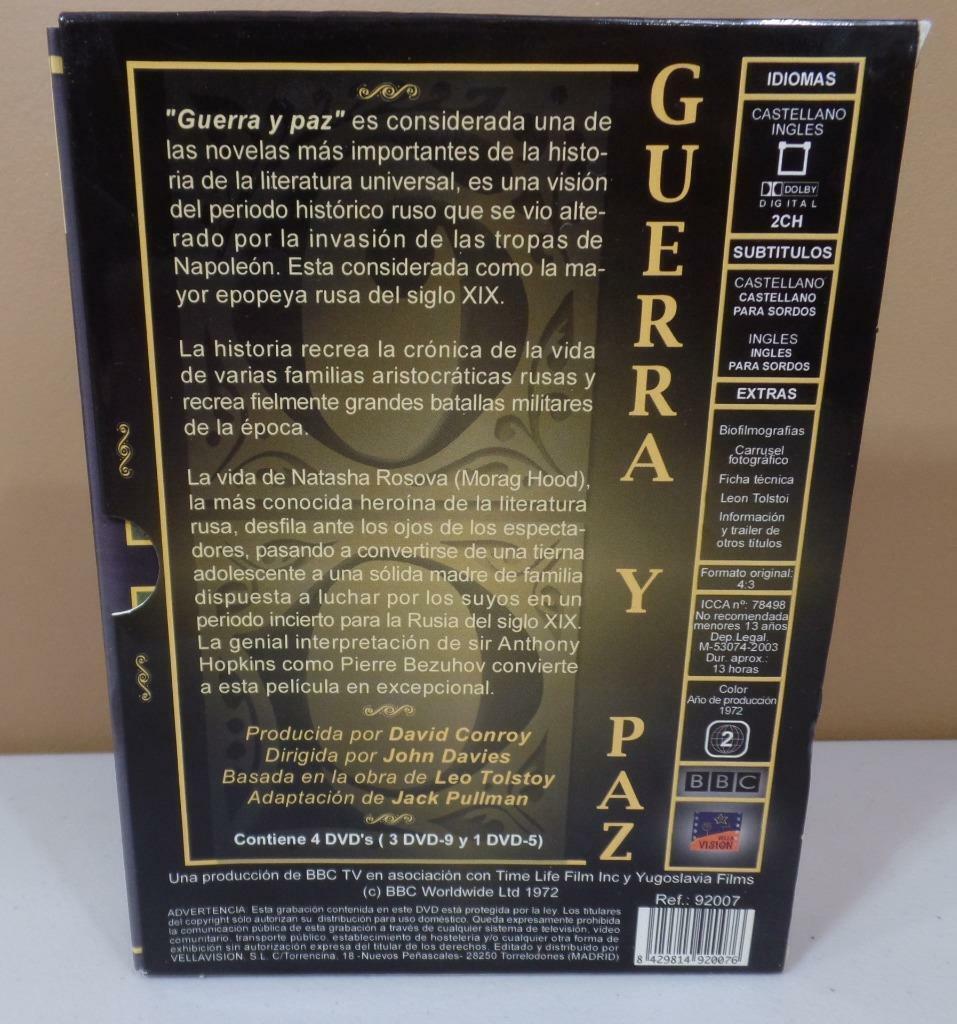 "Guerra y paz" es considerada una de
las novelas más importantes de la histo-
ria de la literatura universal, es una visión
del periodo histórico ruso que se vio alte-
rado por la invasión de las tropas de
Napoleón. Esta considerada como la ma-
yor epopeya rusa del siglo XIX.
La historia recrea la crónica de la vida
de varias familias aristocráticas rusas y
recrea fielmente grandes batallas militares
de la época.
La vida de Natasha Rosova (Morag Hood),
la más conocida heroína de la literatura
rusa, desfila ante los ojos de los especta-
dores, pasando a convertirse de una tierna
adolescente a una sólida madre de familia
dispuesta a luchar por los suyos en un
periodo incierto para la Rusia del siglo XIX.
La genial interpretación de sir Anthony
Hopkins como Pierre Bezuhov convierte
a esta película en excepcional.
Producida por David Conroy
Dirigida por John Davies
Basada en la obra de Leo Tolstoy
Adaptación de Jack Pullman
Contiene 4 DVD's ( 3 DVD-9 y 1 DVD-5)
GUERRA Y PAZ
IDIOMAS
CASTELLANO
INGLES
DOLBY
DIGITAL
2CH
SUBTITULOS
CASTELLANO
CASTELLANO
PARA SORDOS
INGLES
INGLES
PARA SORDOS
EXTRAS
Biofilmografias
Carrusel
fotográfico
Ficha técnica
Leon Tolstoi
Información
y trailer de
otros títulos
Formato original:
4:3
ICCA nº: 78498
No recomendada
menores 13 años
Dep.Legal.
M-53074-2003
Dur. aprox.:
13 horas
Color
Año de producción
1972
2
BBC
VELLA
VISION
Una producción de BBC TV en asociación con Time Life Film Inc y Yugoslavia Films
(c) BBC Worldwide Ltd 1972
Ref.: 92007
ADVERTENCIA. Esta grabación contenida en este DVD está protegida por la ley. Los titulares
del copyright sólo autorizan su distribución para uso doméstico. Queda expresamente prohibida
la comunicación pública de esta grabación a través de cualquier sistema de televisión, vídeo
comunitario, transporte público, establecimiento de hostelería y/o cualquier otra forma de
exhibición sin autorización expresa del titular de los derechos. Editado y distribuido por
VELLAVISION, S.L. C/Torrencina, 18 -Nuevos Peñascales- 28250 Torrelodones (MADRID)
8 429814 920076